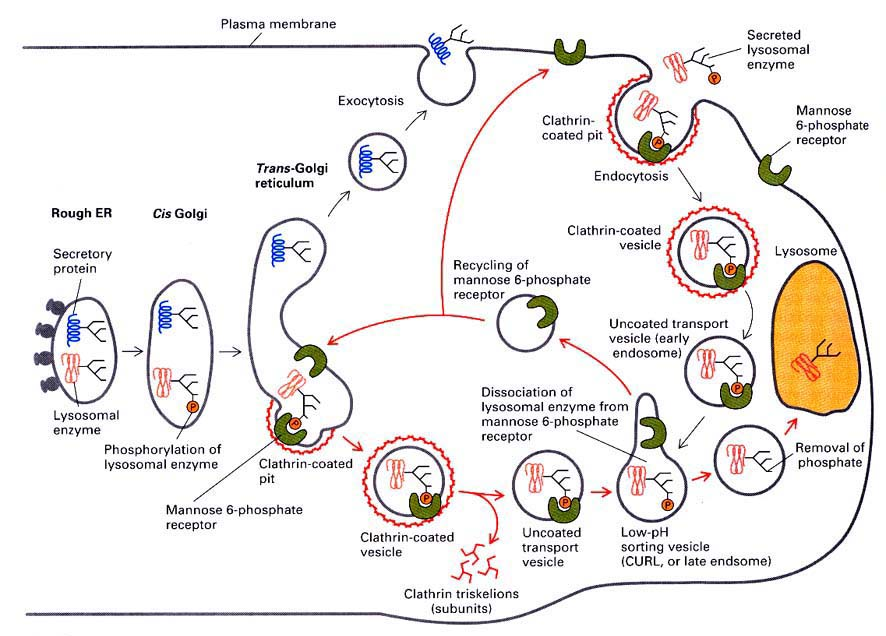 Plasma membrane
Secreted
lysosomal
enzyme
P
Exocytosis
Clathrin-
coated pit
P
Mannose
6-phosphate
receptor
Endocytosis
Trans-Golgi
reticulum
Rough ER
Cis Golgi
Clathrin-coated
vesicle
P
Lysosome
Secretory
protein
Recycling of
mannose 6-phosphate
receptor
Uncoated transport
vesicle (early
endosome)
P
Lysosomal
enzyme
P
Phosphorylation of
lysosomal enzyme
P
Clathrin-coated
pit
Dissociation of
lysosomal enzyme from
mannose 6-phosphate
receptor
Removal of
phosphate
Mannose 6-phosphate
receptor
P
Clathrin-coated
vesicle
P
Uncoated
transport
vesicle
P
Low-pH
sorting vesicle
(CURL, or late endsome)
Clathrin triskelions
(subunits)